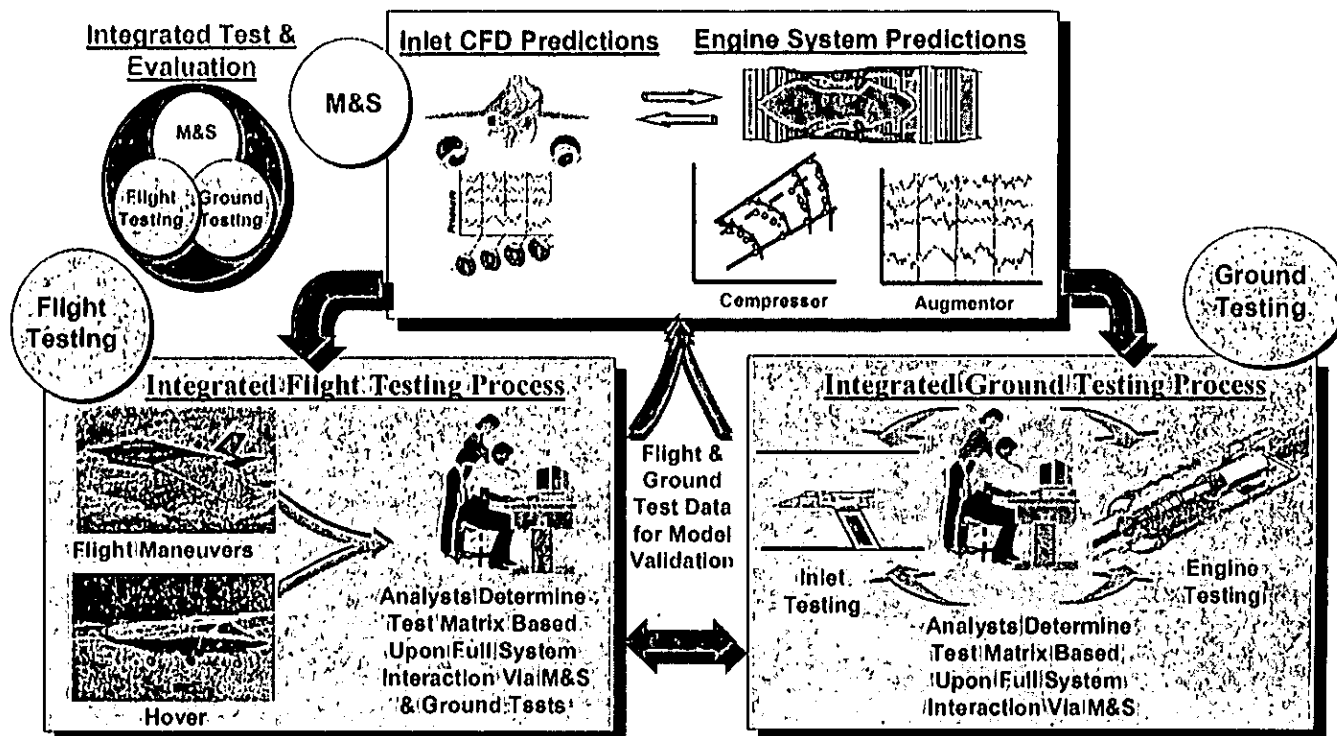 Integrated Test &
Evaluation
M&S
Flight
Testing
Ground
Testing
M&S
Inlet CFD Predictions
Pressure
Engine System Predictions
Compressor
Augmentor
Flight
Testing
Ground
Testing
Integrated Flight Testing Process
Flight Maneuvers
Hover
Analysts Determine
Test Matrix Based
Upon Full System
Interaction Via M&S
& Ground Tests
Flight &
Ground
Test Data
for Model
Validation
Integrated Ground Testing Process
Inlet
Testing
Engine
Testing
Analysts Determine
Test Matrix Based
Upon Full System
Interaction Via M&S